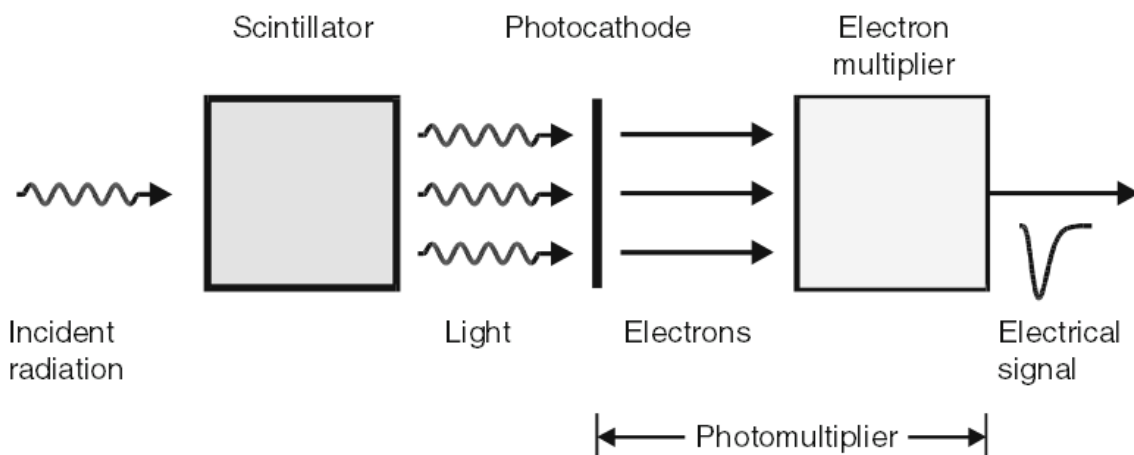 Scintillator
Photocathode
Electron
multiplier
Incident
radiation
Light
Electrons
Electrical
signal
Photomultiplier